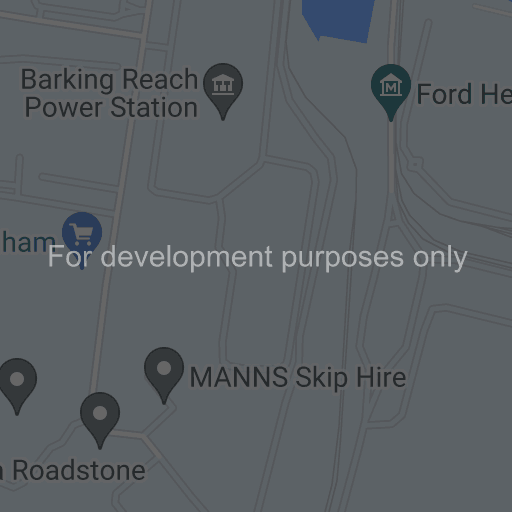 Barking Reach
Power Station
Ford He
ham
For development purposes only
MANNS Skip Hire
a Roadstone